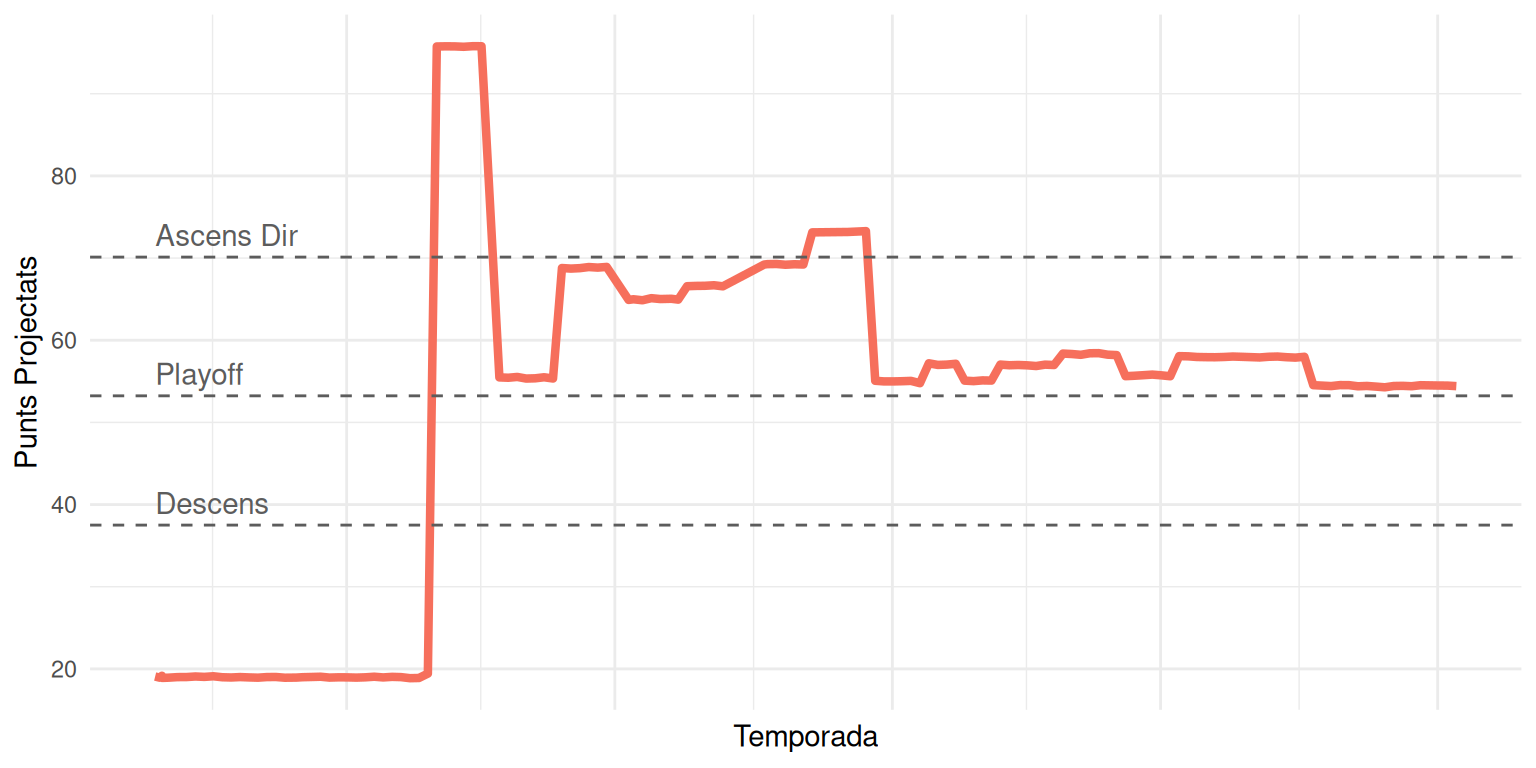 80
Ascens Dir
60
Playoff
40
Descens
20
Punts Projectats
Temporada